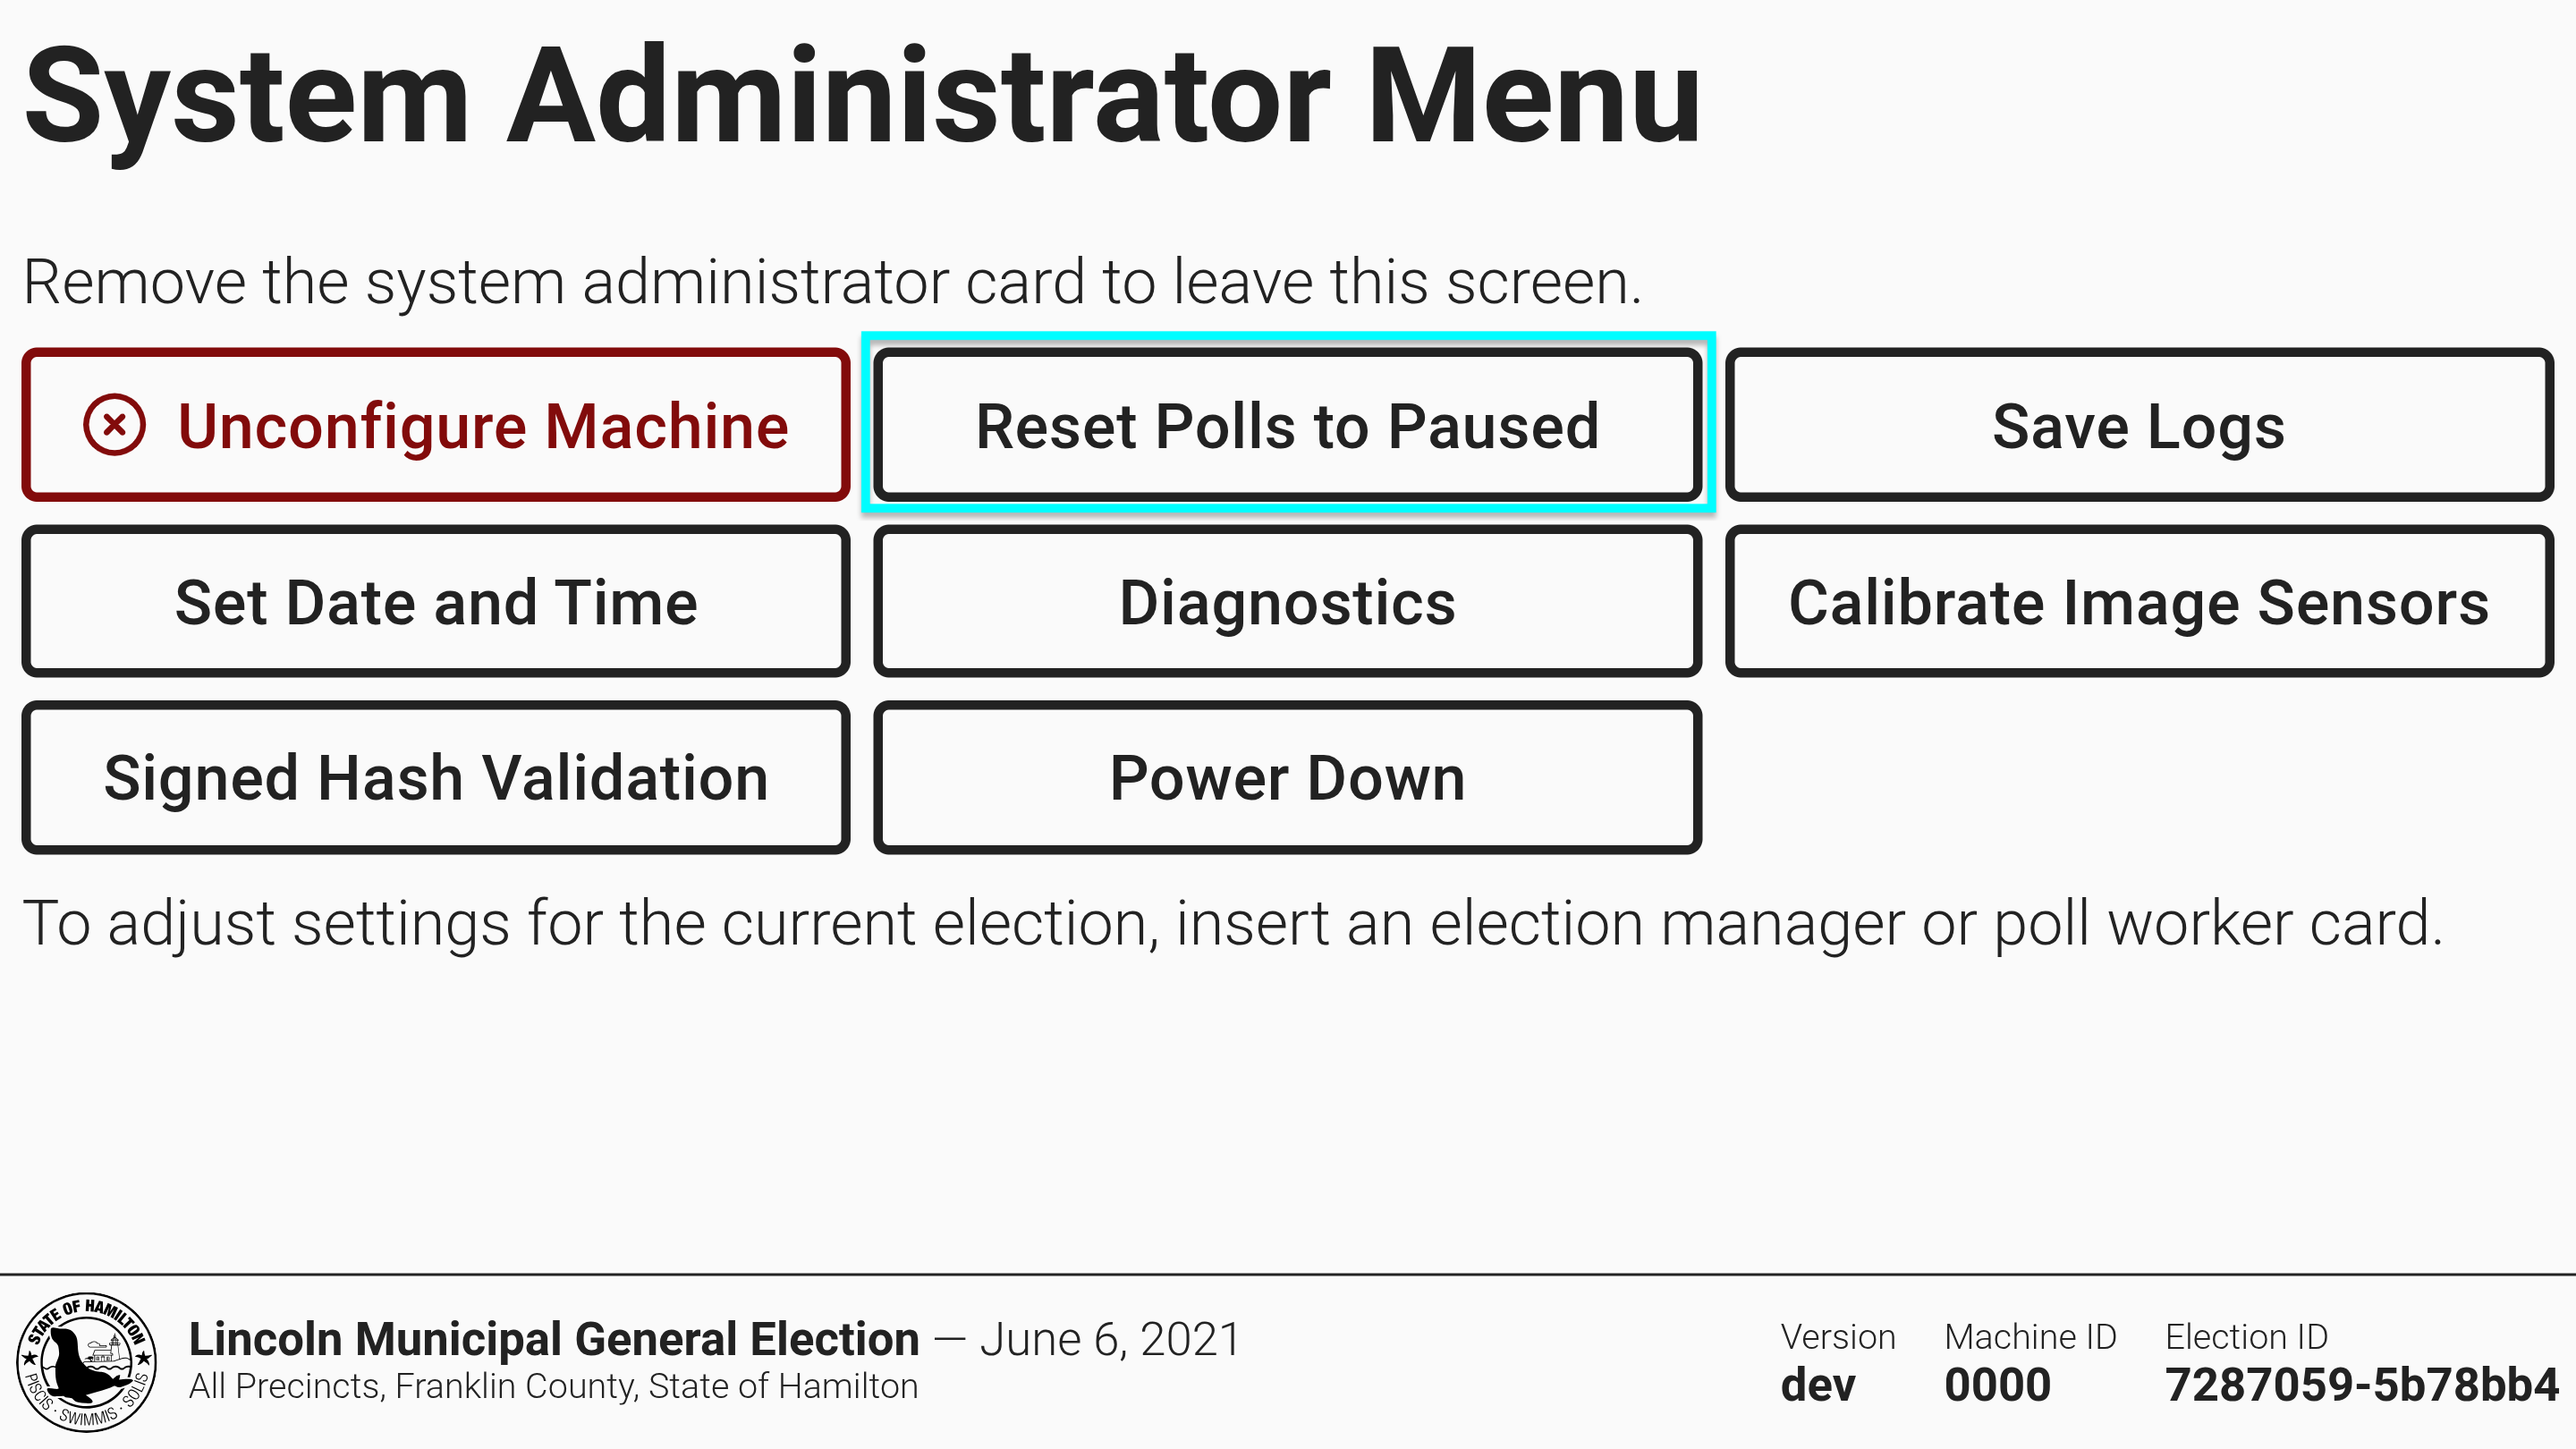 System Administrator Menu
Remove the system administrator card to leave this screen.
Unconfigure Machine
Reset Polls to Paused
Save Logs
Set Date and Time
Diagnostics
Calibrate Image Sensors
Signed Hash Validation
Power Down
To adjust settings for the current election, insert an election manager or poll worker card.
STATE OF HAMILTON
PISCIS · SWIMMIS · SOLIS
Lincoln Municipal General Election — June 6, 2021
All Precincts, Franklin County, State of Hamilton
Version
dev
Machine ID
0000
Election ID
7287059-5b78bb4